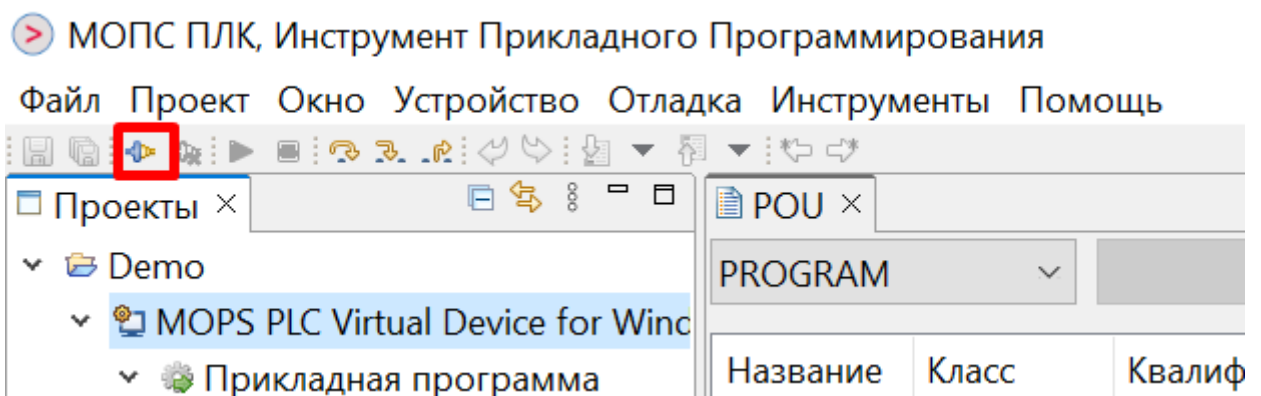 МОПС ПЛК, Инструмент Прикладного Программирования
Файл Проект Окно Устройство Отладка Инструменты Помощь
Проекты
POU
Demo
PROGRAM
MOPS PLC Virtual Device for Winc
Прикладная программа
Название Класс Квалиф